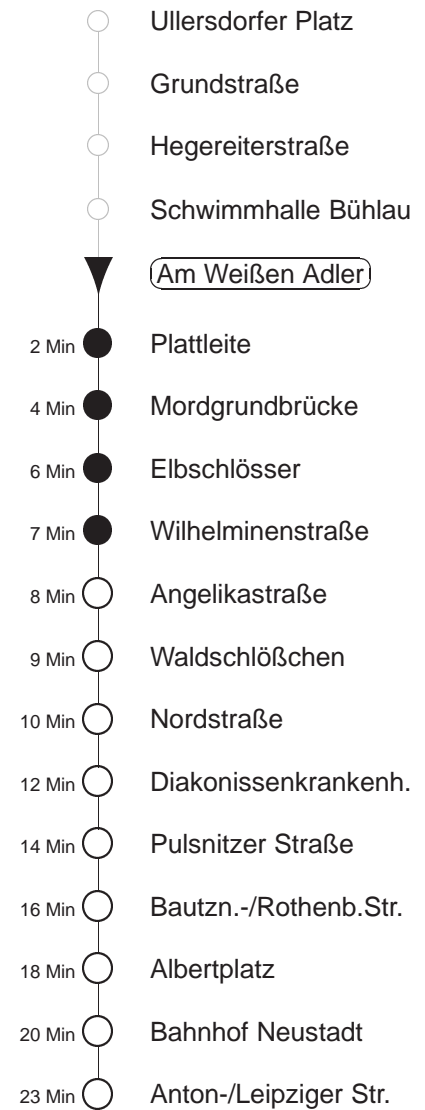 Ullersdorfer Platz
Grundstraße
Hegereiterstraße
Schwimmhalle Bühlau
Am Weißen Adler
2 Min Plattleite
4 Min Mordgrundbrücke
6 Min Elbschlösser
7 Min Wilhelminenstraße
8 Min Angelikastraße
9 Min Waldschlößchen
10 Min Nordstraße
12 Min Diakonissenkrankenh.
14 Min Pulsnitzer Straße
16 Min Bautzn.-/Rothenb.Str.
18 Min Albertplatz
20 Min Bahnhof Neustadt
23 Min Anton-/Leipziger Str.